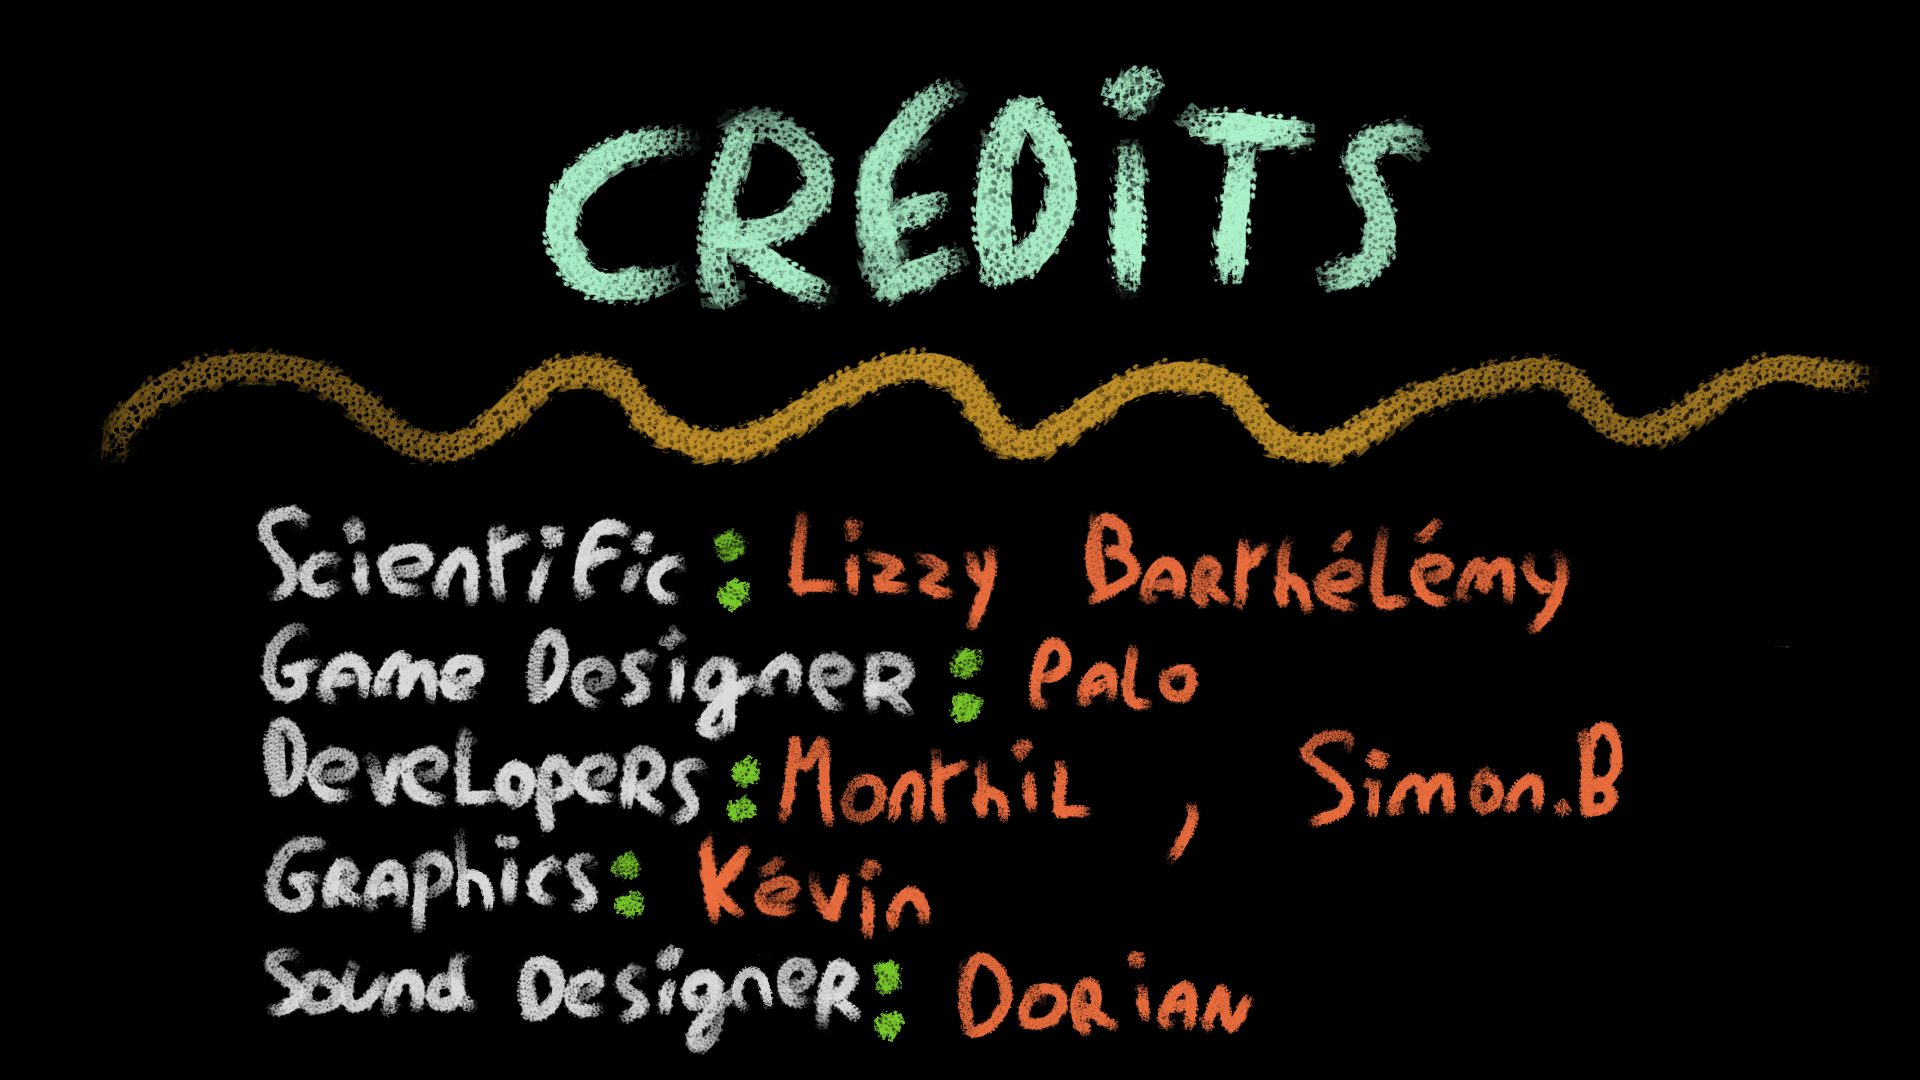 CREDiTS
Scientific : Lizzy Barthélémy
Game Designer : Palo
Developers : Monthil , Simon.B
Graphics : Kévin
Sound Designer : Dorian